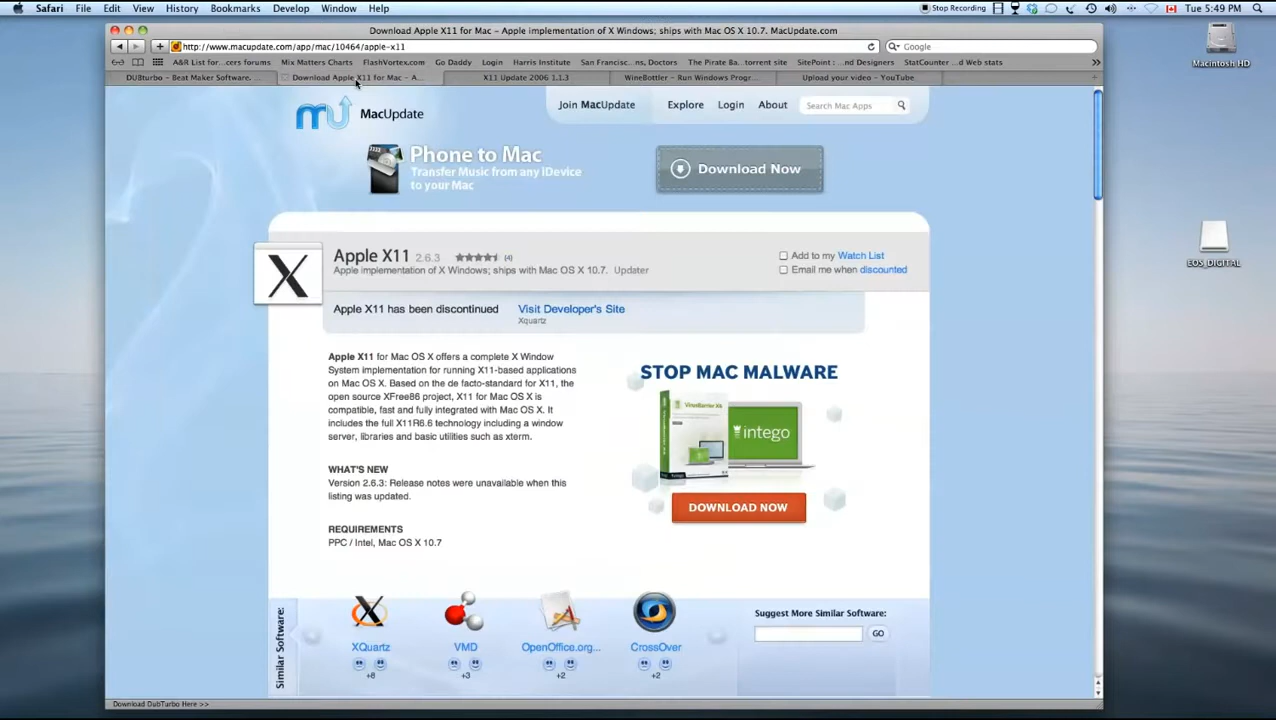 Safari File Edit View History Bookmarks Develop Window Help
Stop Recording Tue 5:49 PM
Download Apple X11 for Mac – Apple implementation of X Window; ships with Mac OS X 10.7. MacUpdate.com
http://www.macupdate.com/app/mac/10464/apple-x11
Google
A&R List for...cers forums Mix Matters Charts FlashVortex.com Go Daddy Login Harris Institute San Francisc...ns, Doctors The Pirate Ba...torrent site SitePoint : ...nd Designers StatCounter ...d Web stats
DUBturbo – Beat Maker Software. ... Download Apple X11 for Mac – A... X11 Update 2006 1.1.3 WineBottler – Run Windows Progr... Upload your video – YouTube
Macintosh HD
EOS_DIGITAL
MacUpdate
Join MacUpdate Explore Login About Search Mac Apps
Phone to Mac
Transfer Music from any iDevice
to your Mac
Download Now
X
Apple X11 2.6.3 (4)
Apple implementation of X Windows; ships with Mac OS X 10.7. Updater
Add to my Watch List
Email me when discounted
Apple X11 has been discontinued Visit Developer's Site
Xquartz
Apple X11 for Mac OS X offers a complete X Window
System implementation for running X11-based applications
on Mac OS X. Based on the de facto-standard for X11, the
open source XFree86 project, X11 for Mac OS X is
compatible, fast and fully integrated with Mac OS X. It
includes the full X11R6.6 technology including a window
server, libraries and basic utilities such as xterm.
WHAT'S NEW
Version 2.6.3: Release notes were unavailable when this
listing was updated.
REQUIREMENTS
PPC / Intel, Mac OS X 10.7
STOP MAC MALWARE
VirusBarrier X6
intego
DOWNLOAD NOW
Similar Software:
XQuartz VMD OpenOffice.org... CrossOver
+8 +3 +2 +2
Suggest More Similar Software:
GO
Download DubTurbo Here >>